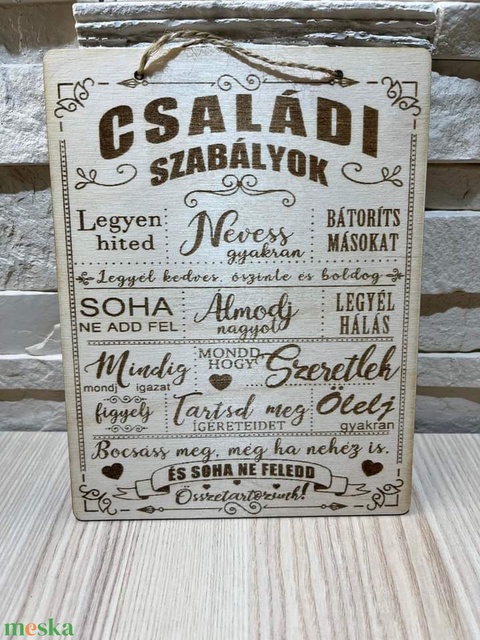 CSALÁDI
SZABÁLYOK
Legyen
hited
Nevess
gyakran
BÁTORÍTS
MÁSOKAT
Legyél kedves, őszinte és boldog
SOHA
NE ADD FEL
Álmodj
nagyot
LEGYÉL
HÁLÁS
Mindig
mondj igazat
MONDD,
HOGY
Szeretlek
figyelj
Tartsd meg
ÍGÉRETEIDET
Ölelj
gyakran
Bocsáss meg, még ha nehéz is.
ÉS SOHA NE FELEDD
Összetartozunk!
meska